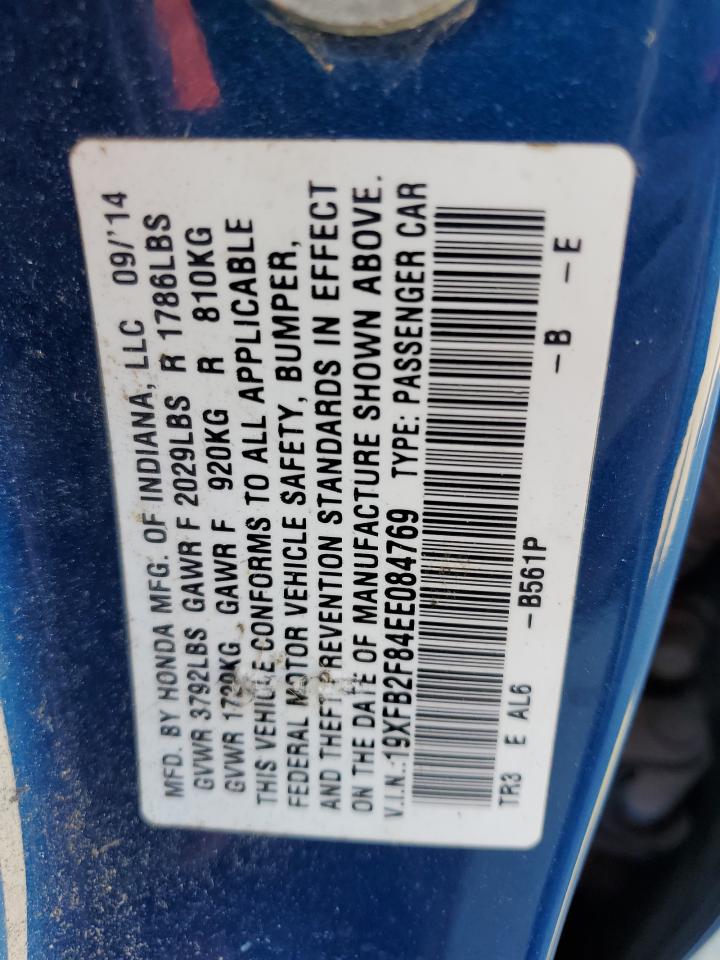 MFD. BY HONDA MFG. OF INDIANA, LLC 09/'14
GVWR 3792LBS GAWR F 2029LBS R 1786LBS
GVWR GAWR F 920KG R 810KG
THIS VEHICLE CONFORMS TO ALL APPLICABLE
FEDERAL MOTOR VEHICLE SAFETY, BUMPER,
AND THEFT PREVENTION STANDARDS IN EFFECT
ON THE DATE OF MANUFACTURE SHOWN ABOVE.
V.I.N.:19XFB2F84EE084769 TYPE: PASSENGER CAR
TR3 E AL6 -B561P -B -E